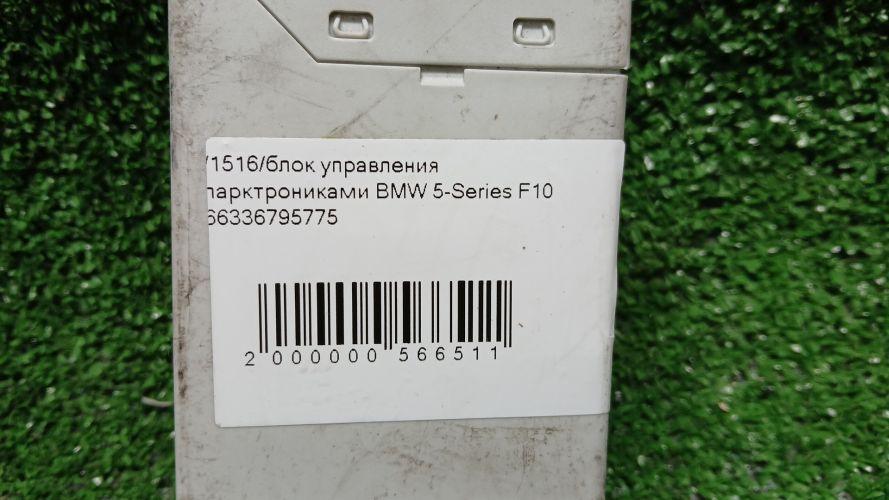 /1516/блок управления
парктрониками BMW 5-Series F10
66336795775
2 000000 566511